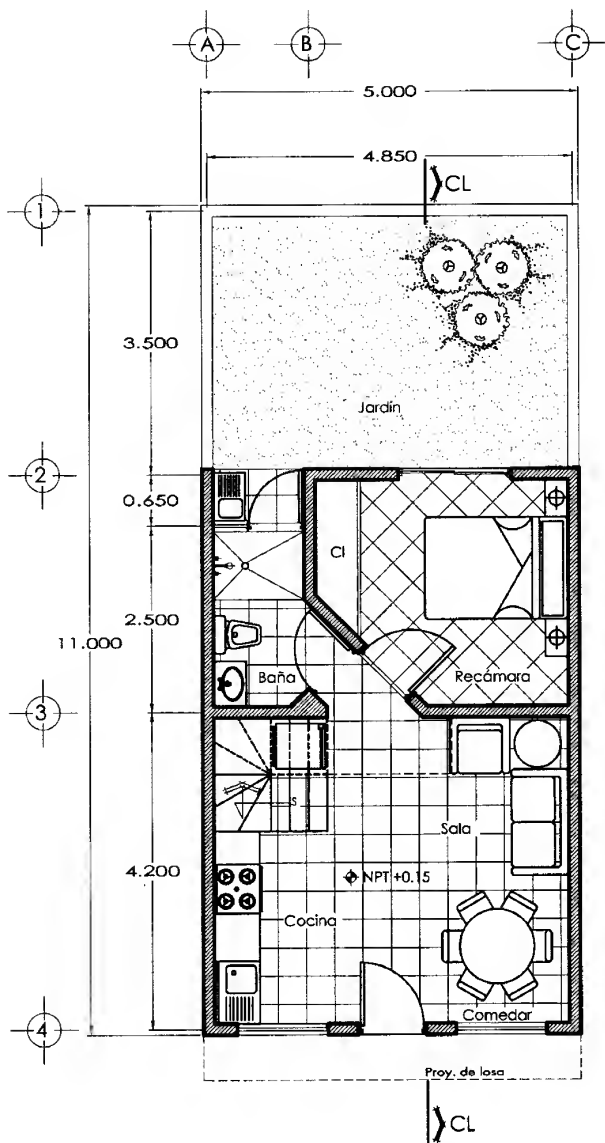 A
B
C
5.000
4.850
CL
1
3.500
Jardín
2
0.650
Cl
2.500
11.000
Baña
Recámara
3
S
Sala
4.200
NPT +0.15
Cocina
Comedar
4
Proy. de losa
CL